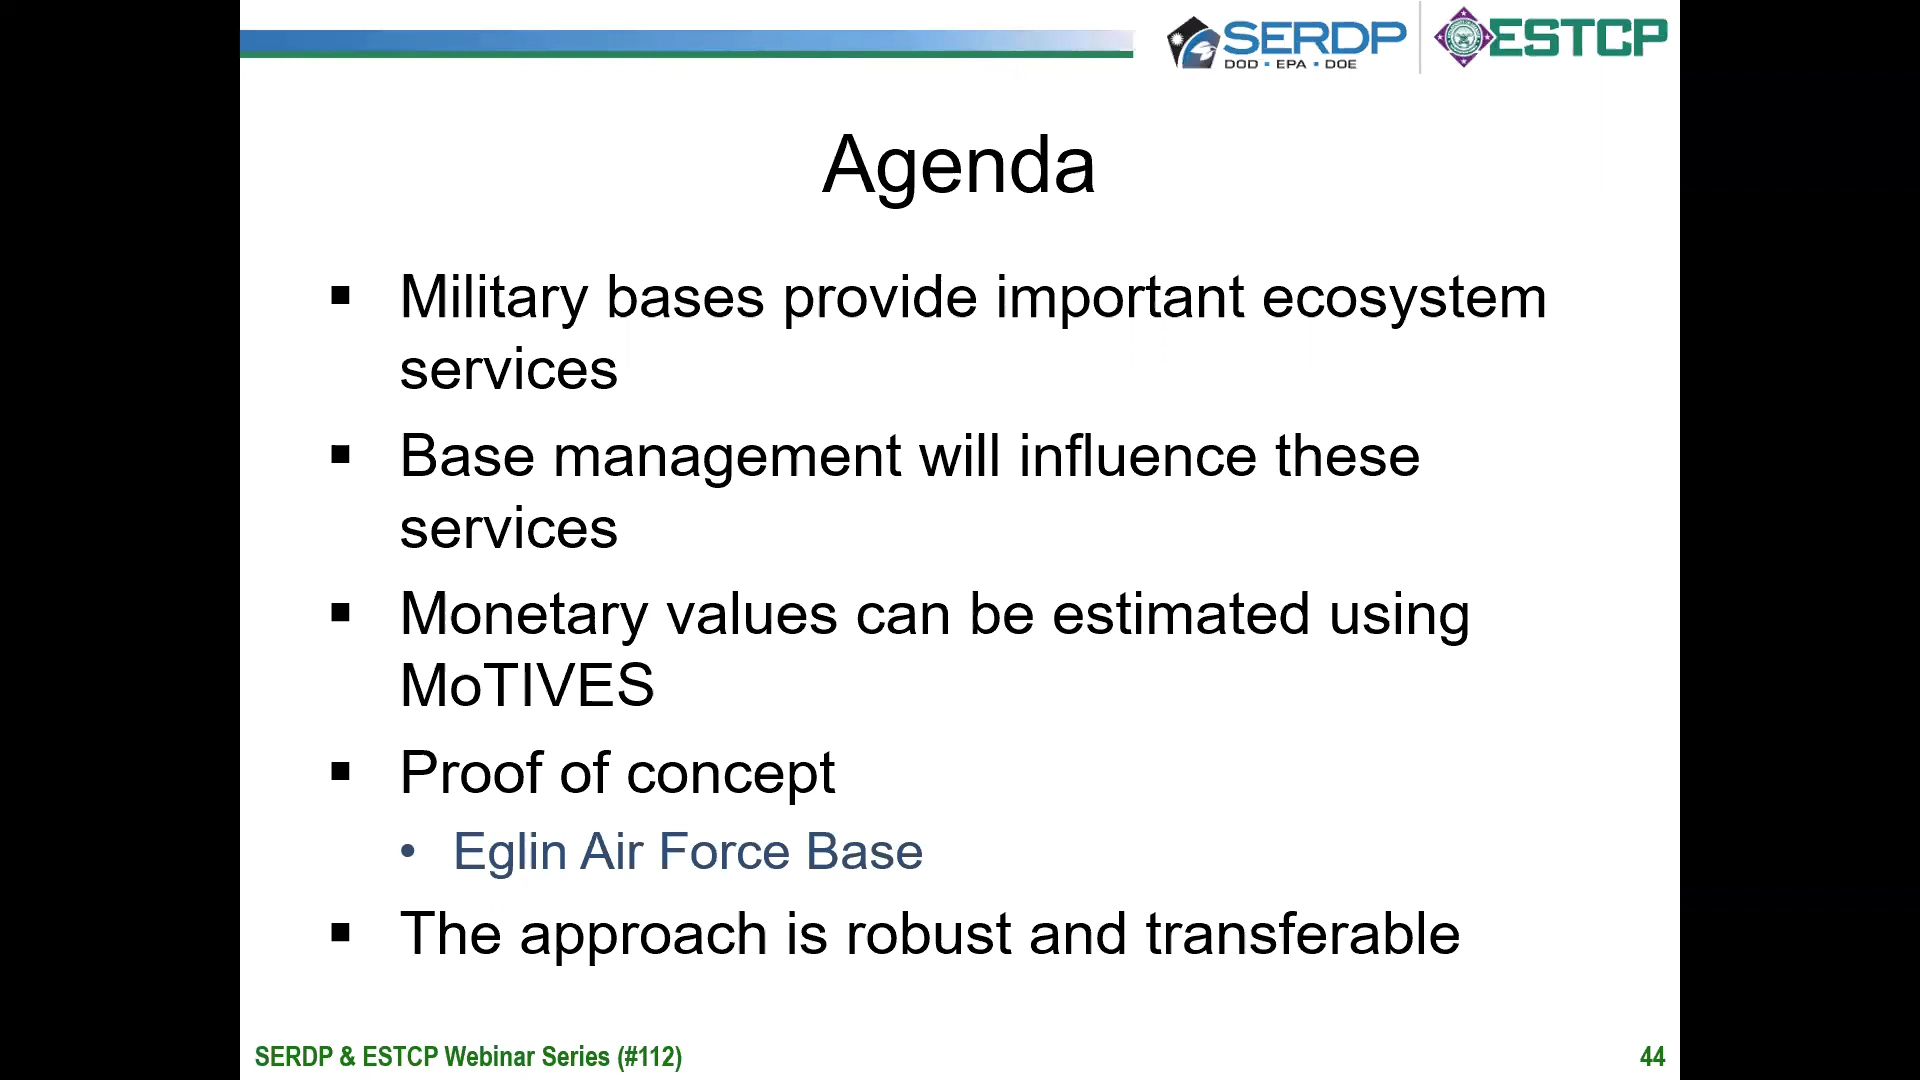 SERDP
DOD ▪ EPA ▪ DOE
ESTCP
Agenda
▪ Military bases provide important ecosystem
services
▪ Base management will influence these
services
▪ Monetary values can be estimated using
MoTIVES
▪ Proof of concept
• Eglin Air Force Base
▪ The approach is robust and transferable
SERDP & ESTCP Webinar Series (#112)
44